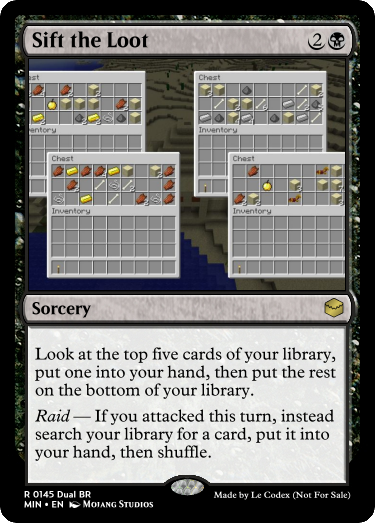 Sift the Loot
2
Chest
Chest
Inventory
Inventory
Chest
Chest
Inventory
Inventory
Sorcery
Look at the top five cards of your library,
put one into your hand, then put the rest
on the bottom of your library.
Raid — If you attacked this turn, instead
search your library for a card, put it into
your hand, then shuffle.
R 0145 Dual BR
MIN • EN Mojang Studios
Made by Le Codex (Not For Sale)